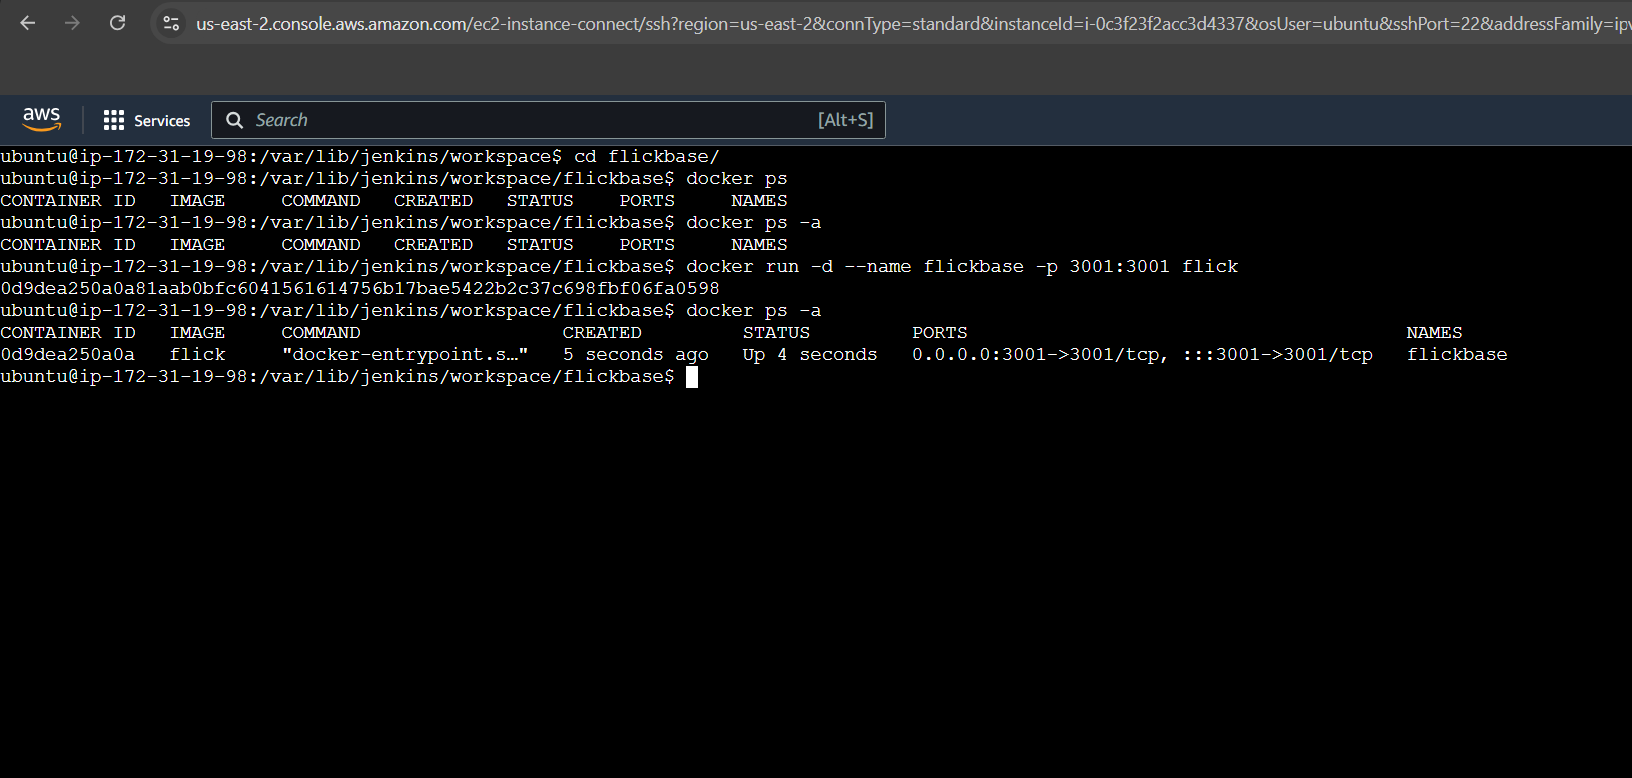 us-east-2.console.aws.amazon.com/ec2-instance-connect/ssh?region=us-east-2&connType=standard&instanceId=i-0c3f23f2acc3d4337&osUser=ubuntu&sshPort=22&addressFamily=ipv
aws Services Search [Alt+S]
ubuntu@ip-172-31-19-98:/var/lib/jenkins/workspace$ cd flickbase/
ubuntu@ip-172-31-19-98:/var/lib/jenkins/workspace/flickbase$ docker ps
CONTAINER ID   IMAGE     COMMAND   CREATED   STATUS    PORTS     NAMES
ubuntu@ip-172-31-19-98:/var/lib/jenkins/workspace/flickbase$ docker ps -a
CONTAINER ID   IMAGE     COMMAND   CREATED   STATUS    PORTS     NAMES
ubuntu@ip-172-31-19-98:/var/lib/jenkins/workspace/flickbase$ docker run -d --name flickbase -p 3001:3001 flick
0d9dea250a0a81aab0bfc6041561614756b17bae5422b2c37c698fbf06fa0598
ubuntu@ip-172-31-19-98:/var/lib/jenkins/workspace/flickbase$ docker ps -a
CONTAINER ID   IMAGE     COMMAND                  CREATED         STATUS         PORTS                                       NAMES
0d9dea250a0a   flick     "docker-entrypoint.s…"   5 seconds ago   Up 4 seconds   0.0.0.0:3001->3001/tcp, :::3001->3001/tcp   flickbase
ubuntu@ip-172-31-19-98:/var/lib/jenkins/workspace/flickbase$